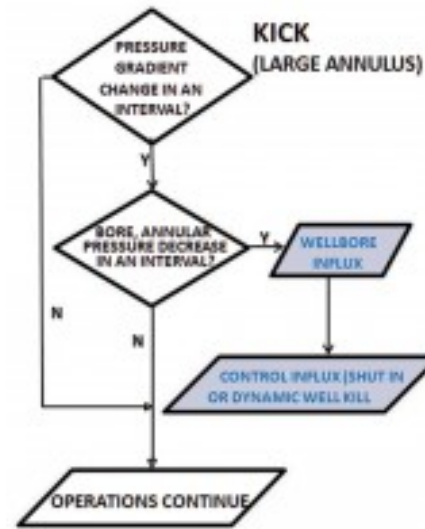 KICK
(LARGE ANNULUS)
PRESSURE
GRADIENT
CHANGE IN AN
INTERVAL?
Y
BORE, ANNULAR
PRESSURE DECREASE
IN AN INTERVAL?
Y
WELLBORE
INFLUX
N
N
CONTROL INFLUX (SHUT IN
OR DYNAMIC WELL KILL
OPERATIONS CONTINUE